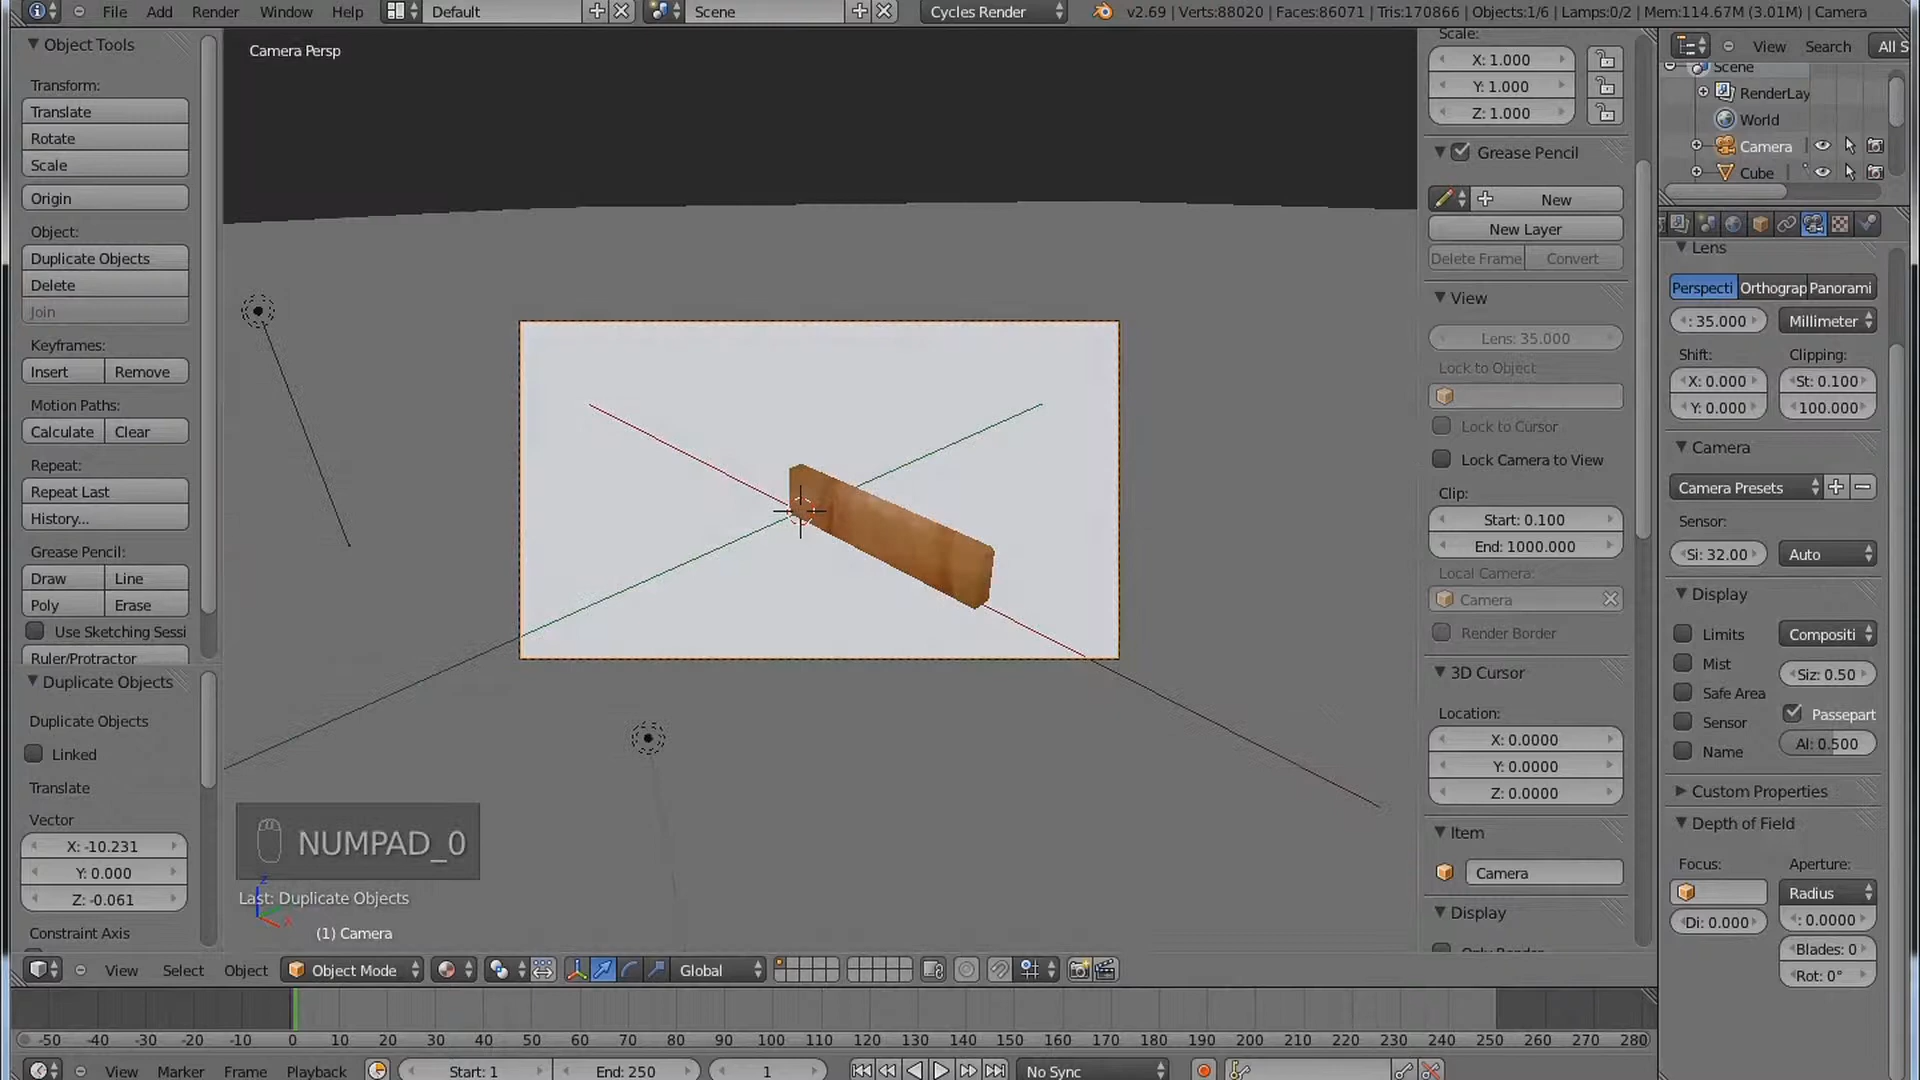 File Add Render Window Help Default Scene Cycles Render v2.69 | Verts:88020 | Faces:86071 | Tris:170866 | Objects:1/6 | Lamps:0/2 | Mem:114.67M (3.01M) | Camera
Object Tools
Transform:
Translate
Rotate
Scale
Origin
Object:
Duplicate Objects
Delete
Join
Keyframes:
Insert Remove
Motion Paths:
Calculate Clear
Repeat:
Repeat Last
History...
Grease Pencil:
Draw Line
Poly Erase
Use Sketching Sessi
Ruler/Protractor
Duplicate Objects
Duplicate Objects
Linked
Translate
Vector
X: -10.231
Y: 0.000
Z: -0.061
Constraint Axis
Camera Persp
NUMPAD_0
Last: Duplicate Objects
z
x
(1) Camera
Scale:
X: 1.000
Y: 1.000
Z: 1.000
Grease Pencil
New
New Layer
Delete Frame Convert
View
Lens: 35.000
Lock to Object
Lock to Cursor
Lock Camera to View
Clip:
Start: 0.100
End: 1000.000
Local Camera:
Camera
Render Border
3D Cursor
Location:
X: 0.0000
Y: 0.0000
Z: 0.0000
Item
Camera
Display
View Search All S
Scene
RenderLay
World
Camera
Cube
Lens
Perspecti Orthograp Panorami
: 35.000 Millimeter
Shift: Clipping:
X: 0.000 St: 0.100
Y: 0.000 100.000
Camera
Camera Presets
Sensor:
Si: 32.00 Auto
Display
Limits Compositi
Mist Siz: 0.50
Safe Area
Sensor Passepart
Name Al: 0.500
Custom Properties
Depth of Field
Focus: Aperture:
Radius
Di: 0.000 : 0.0000
Blades: 0
Rot: 0°
View Select Object Object Mode Global
-50 -40 -30 -20 -10 0 10 20 30 40 50 60 70 80 90 100 110 120 130 140 150 160 170 180 190 200 210 220 230 240 250 260 270 280
View Marker Frame Playback Start: 1 End: 250 1 No Sync